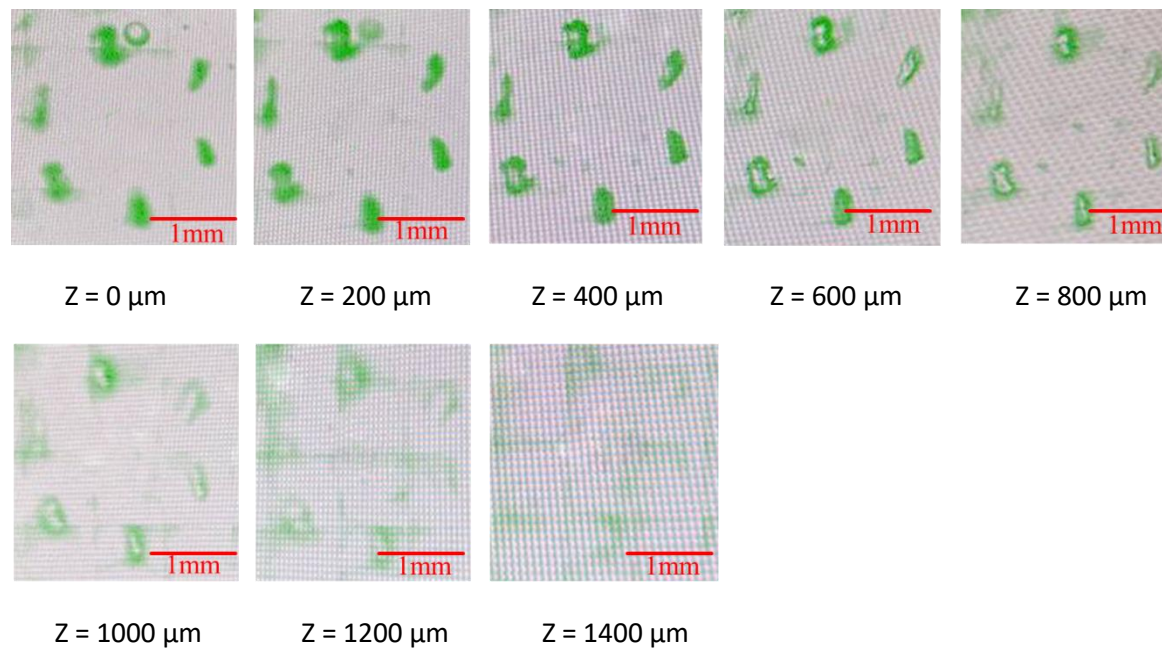 1mm 1mm 1mm 1mm 1mm
Z = 0 µm Z = 200 µm Z = 400 µm Z = 600 µm Z = 800 µm
1mm 1mm 1mm
Z = 1000 µm Z = 1200 µm Z = 1400 µm